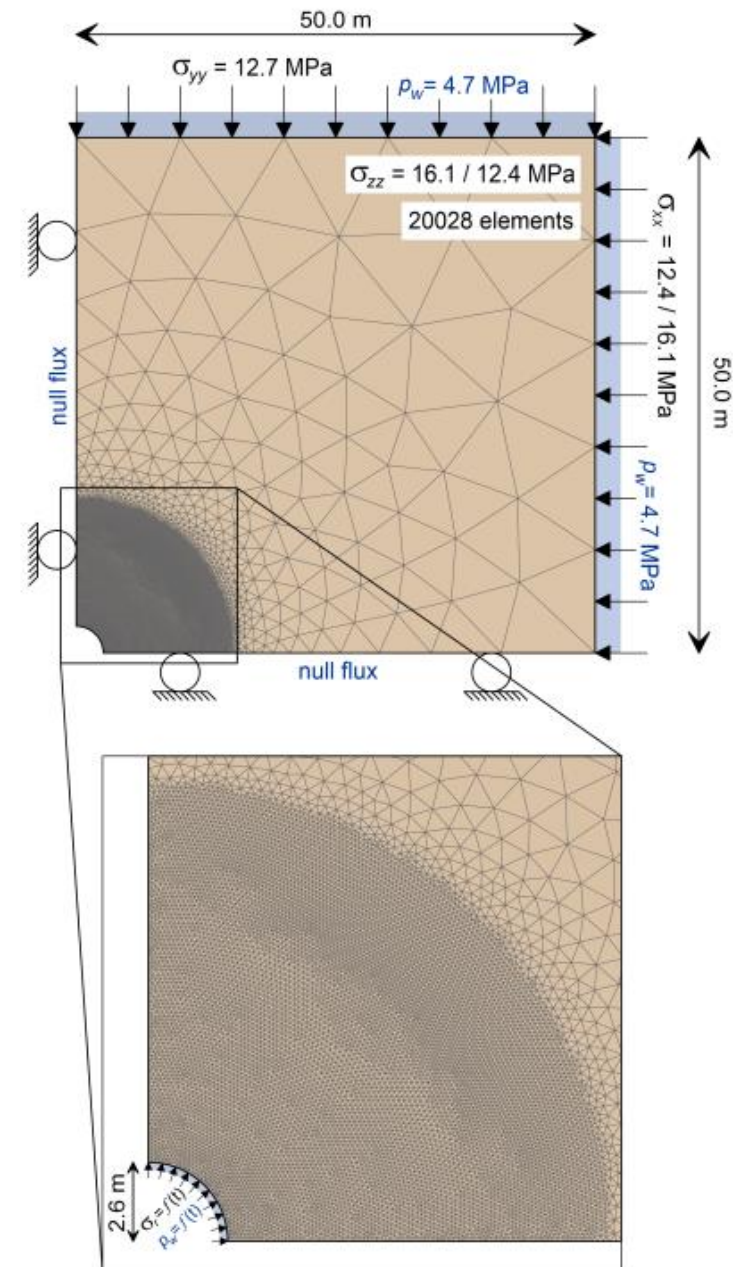 50.0 m
σyy = 12.7 MPa
pw= 4.7 MPa
σzz = 16.1 / 12.4 MPa
20028 elements
σxx = 12.4 / 16.1 MPa
50.0 m
null flux
pw= 4.7 MPa
null flux
2.6 m
σr=f(t)
pw=f(t)